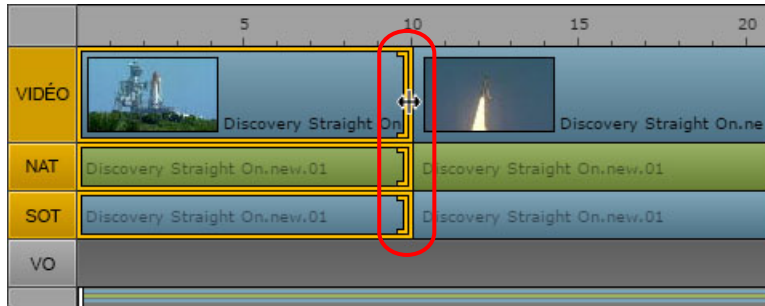 5 10 15 20
VIDÉO
Discovery Straight On Discovery Straight On.ne
NAT Discovery Straight On.new.01 Discovery Straight On.new.01
SOT Discovery Straight On.new.01 Discovery Straight On.new.01
VO